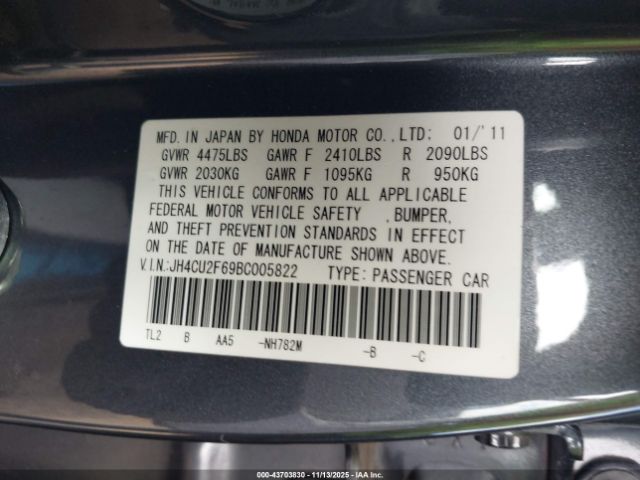 MFD. IN JAPAN BY HONDA MOTOR CO., LTD: 01/'11
GVWR 4475LBS GAWR F 2410LBS R 2090LBS
GVWR 2030KG GAWR F 1095KG R 950KG
THIS VEHICLE CONFORMS TO ALL APPLICABLE
FEDERAL MOTOR VEHICLE SAFETY ,BUMPER,
AND THEFT PREVENTION STANDARDS IN EFFECT
ON THE DATE OF MANUFACTURE SHOWN ABOVE.
V.I.N.:JH4CU2F69BC005822 TYPE: PASSENGER CAR
TL2 B AA5 -NH782M -B -C
000-43703830 - 11/13/2025 - IAAI.COM